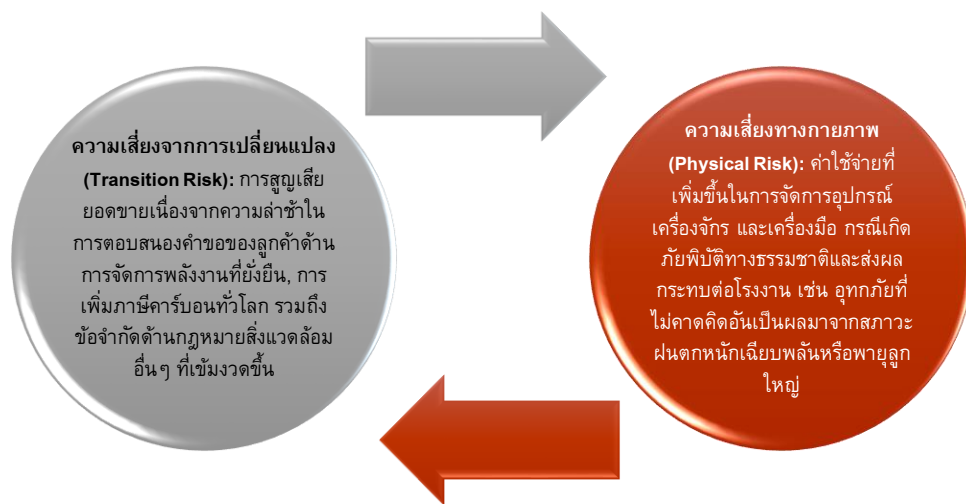 ความเสี่ยงจากการเปลี่ยนแปลง
(Transition Risk): การสูญเสีย
ยอดขายเนื่องจากความล่าช้าใน
การตอบสนองคำขอของลูกค้าด้าน
การจัดการพลังงานที่ยั่งยืน, การ
เพิ่มภาษีคาร์บอนทั่วโลก รวมถึง
ข้อจำกัดด้านกฎหมายสิ่งแวดล้อม
อื่นๆ ที่เข้มงวดขึ้น
ความเสี่ยงทางกายภาพ
(Physical Risk): ค่าใช้จ่ายที่
เพิ่มขึ้นในการจัดการอุปกรณ์
เครื่องจักร และเครื่องมือ กรณีเกิด
ภัยพิบัติทางธรรมชาติและส่งผล
กระทบต่อโรงงาน เช่น อุทกภัยที่
ไม่คาดคิดอันเป็นผลมาจากสภาวะ
ฝนตกหนักเฉียบพลันหรือพายุลูก
ใหญ่